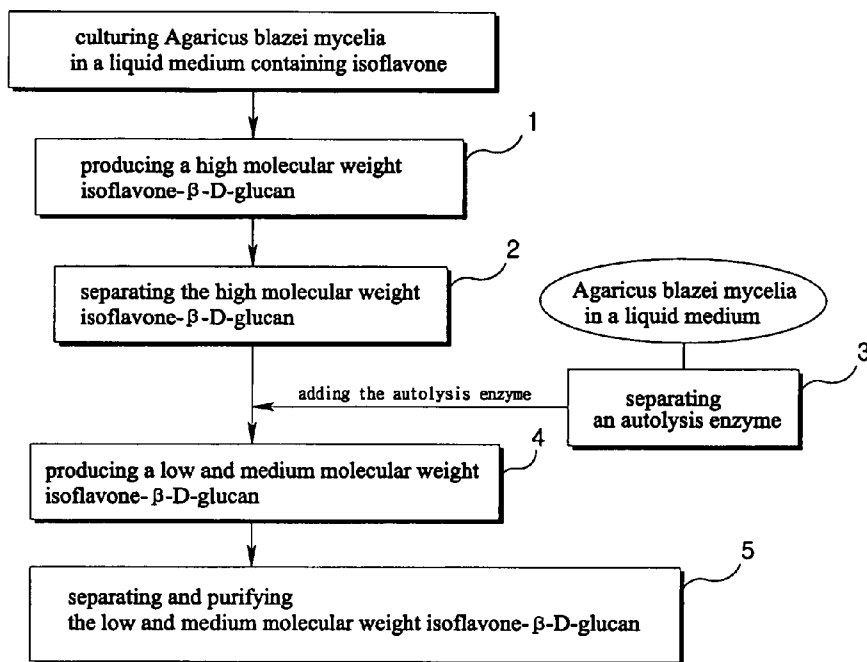 culturing Agaricus blazei mycelia
in a liquid medium containing isoflavone
1
producing a high molecular weight
isoflavone-β-D-glucan
2
separating the high molecular weight
isoflavone-β-D-glucan
Agaricus blazei mycelia
in a liquid medium
3
separating
an autolysis enzyme
adding the autolysis enzyme
4
producing a low and medium molecular weight
isoflavone-β-D-glucan
5
separating and purifying
the low and medium molecular weight isoflavone-β-D-glucan